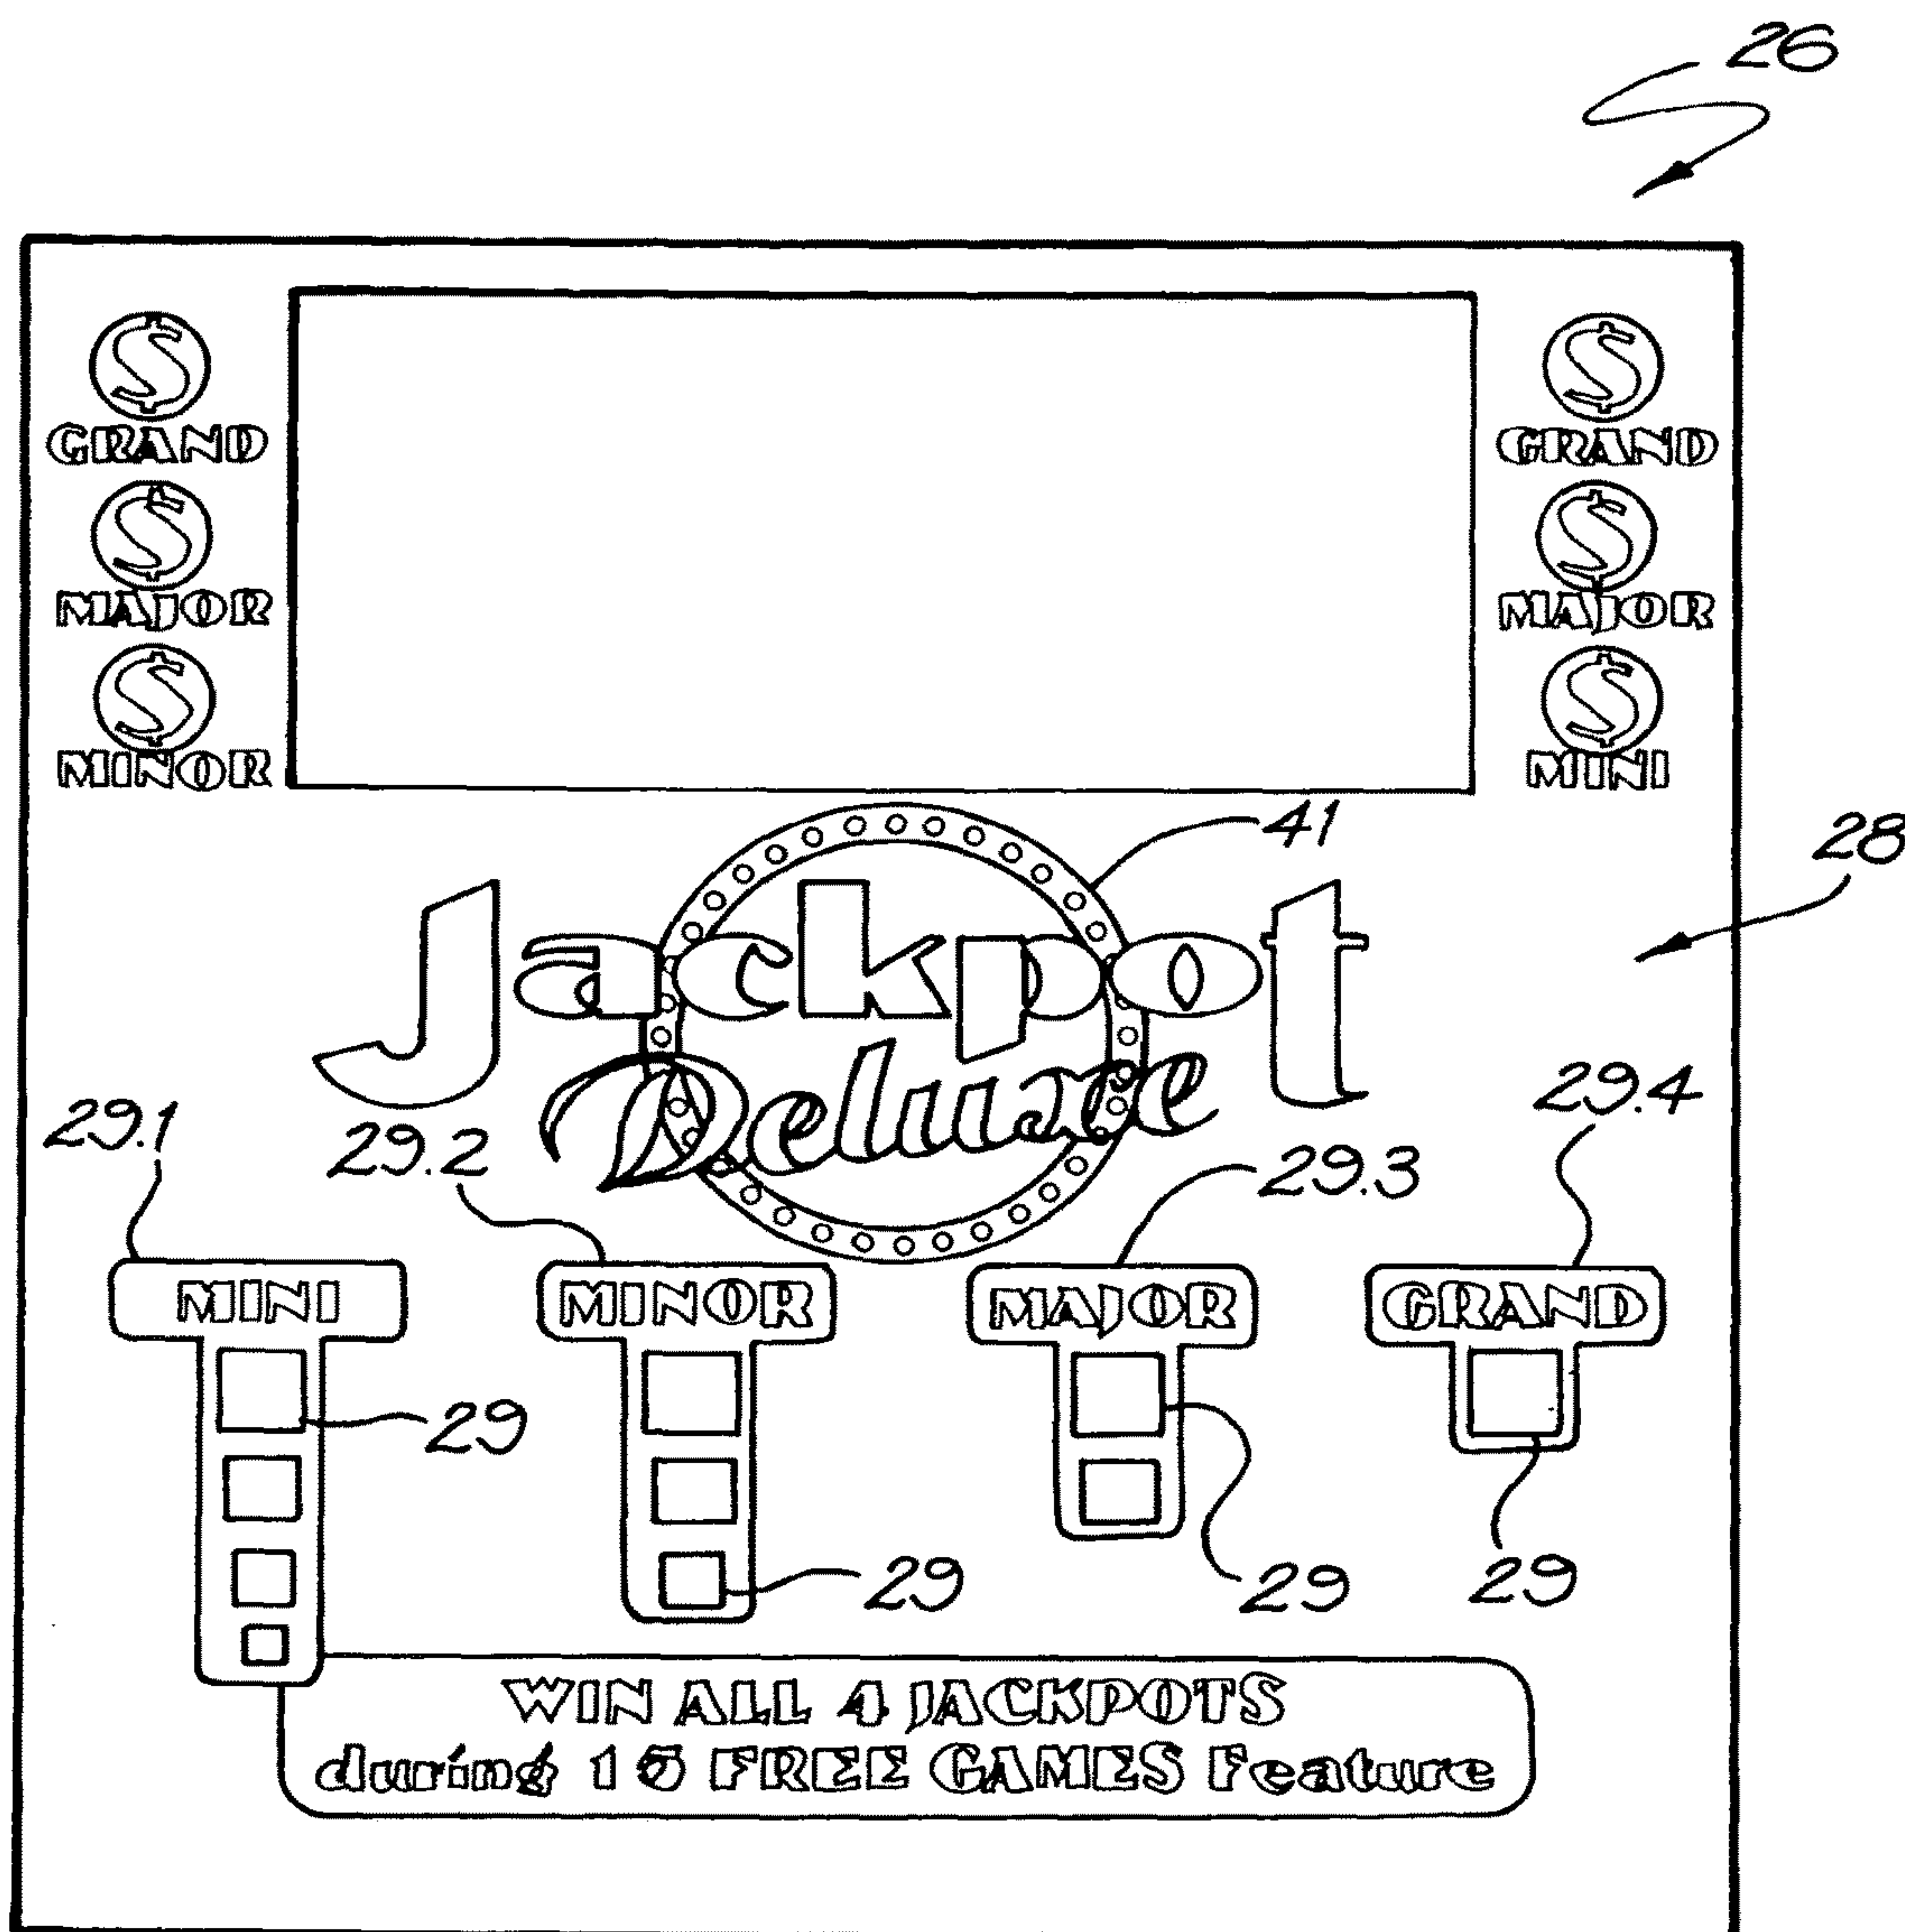 26
$ $
GRAND GRAND
$ $
MAJOR MAJOR
$ $
MINOR MINI
41
28
Jackpot
Deluxe
29.1 29.2 29.3 29.4
MINI MINOR MAJOR GRAND
29 29 29 29
WIN ALL 4 JACKPOTS
during 15 FREE GAMES Feature